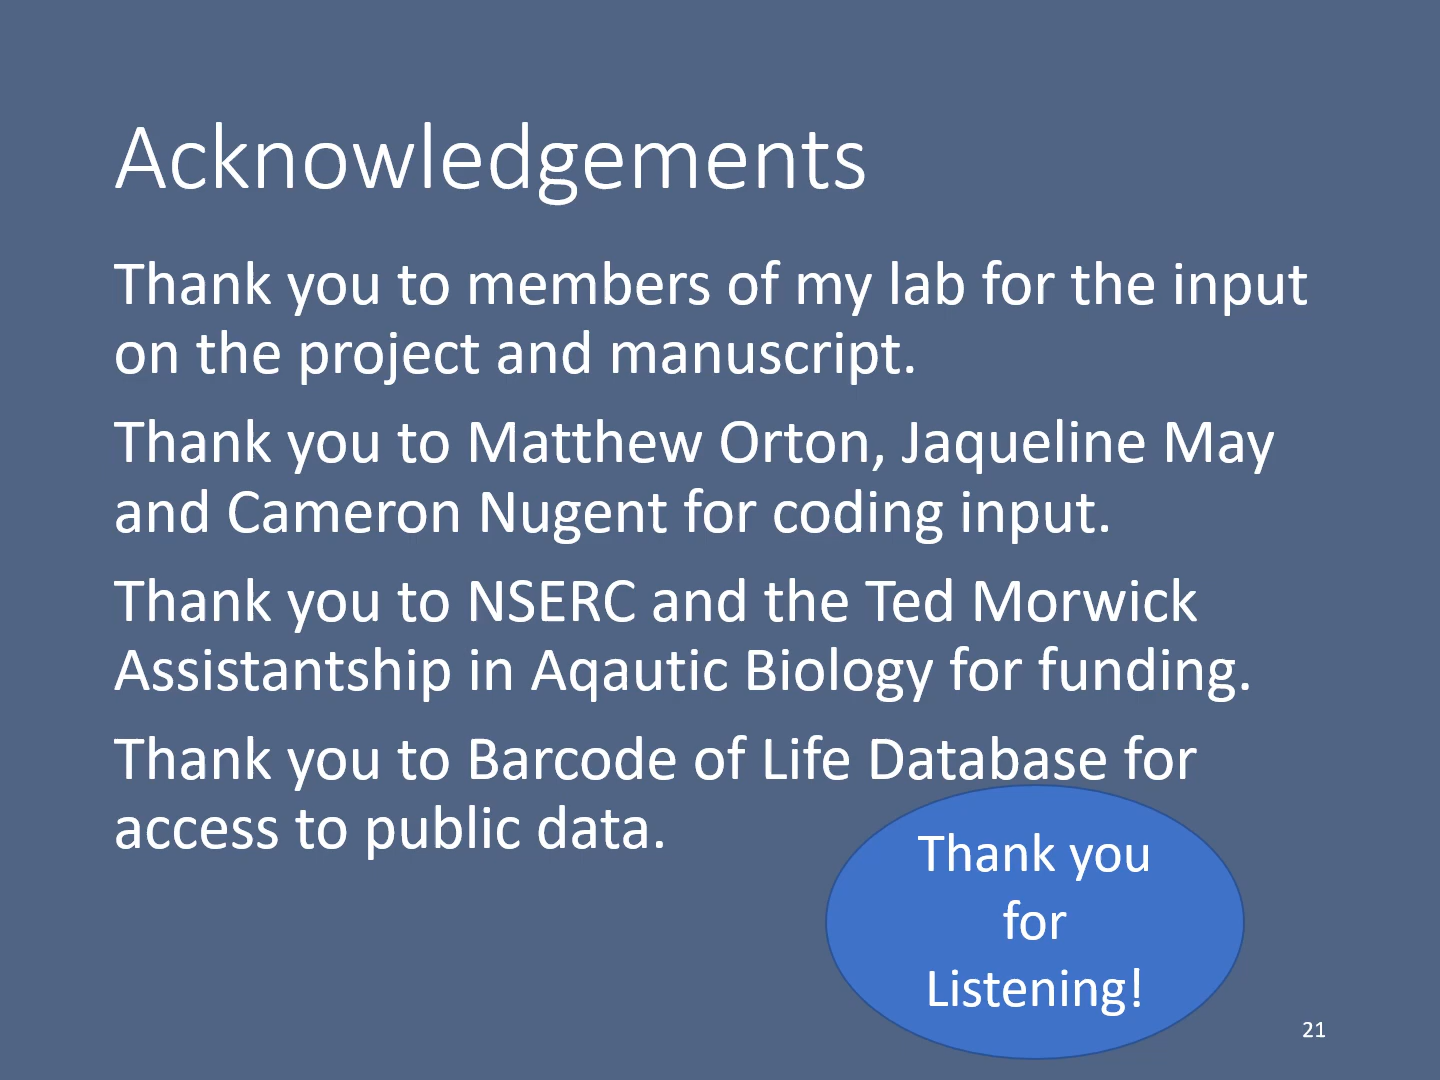 Acknowledgements
Thank you to members of my lab for the input
on the project and manuscript.
Thank you to Matthew Orton, Jaqueline May
and Cameron Nugent for coding input.
Thank you to NSERC and the Ted Morwick
Assistantship in Aqautic Biology for funding.
Thank you to Barcode of Life Database for
access to public data.
Thank you
for
Listening!
21